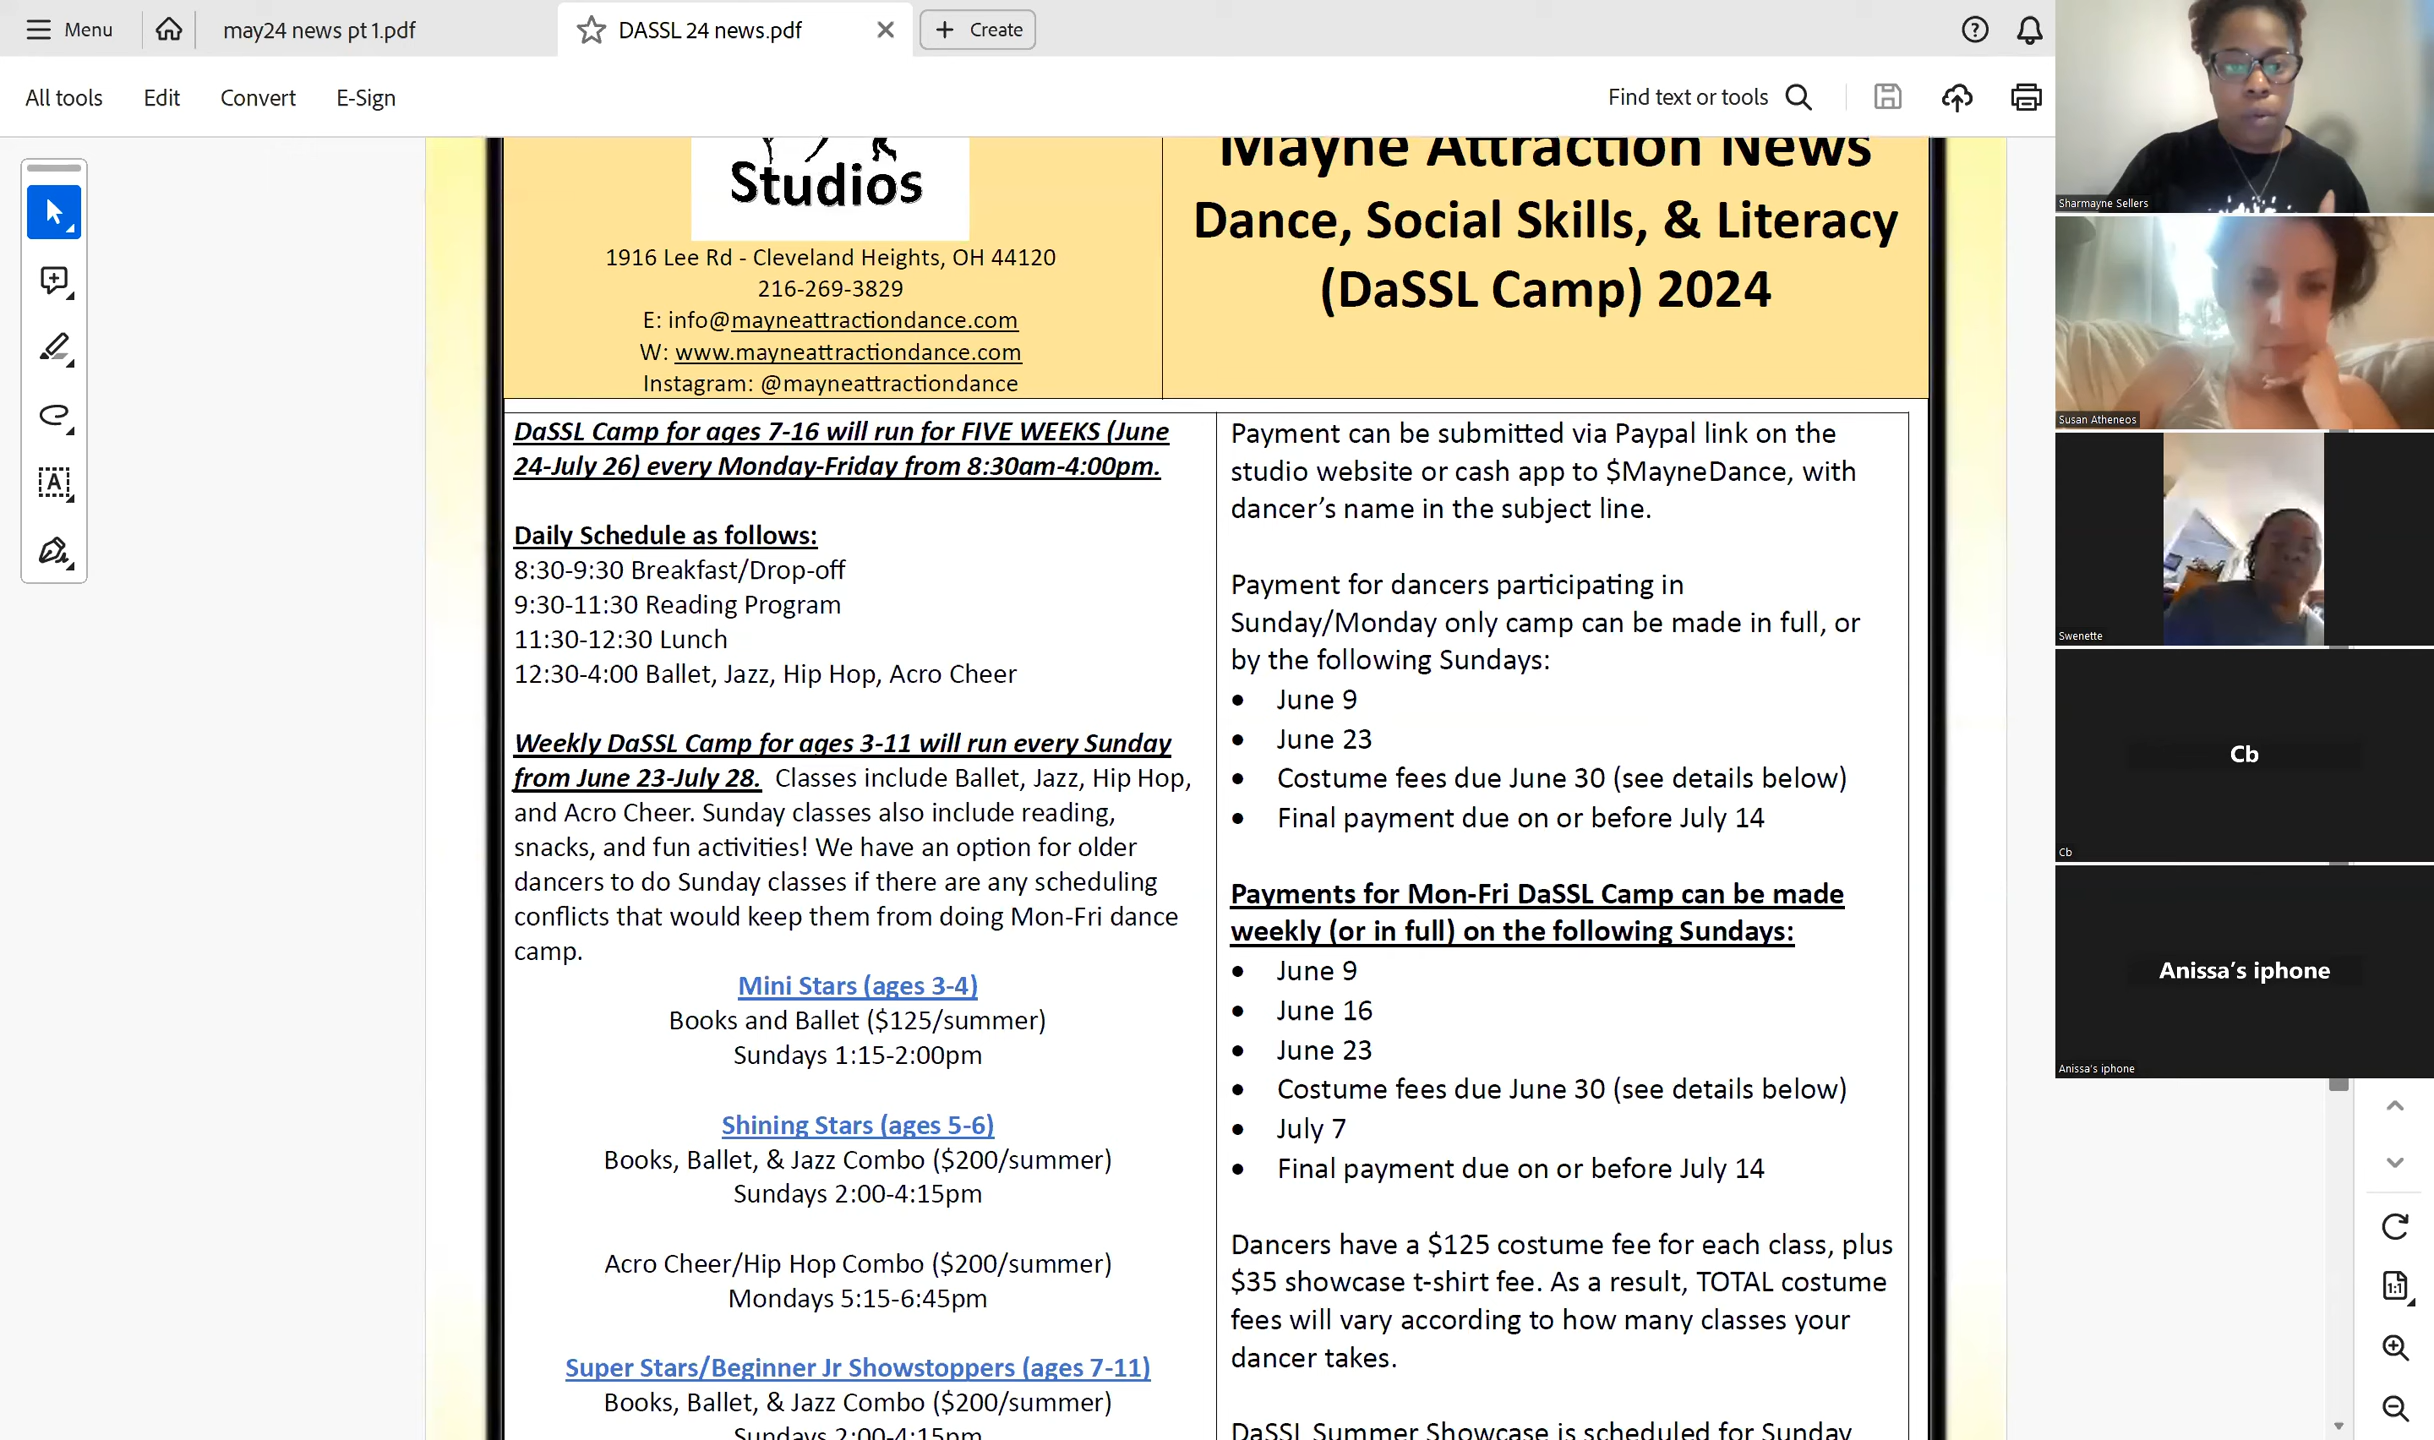 Menu
may24 news pt 1.pdf
DASSL 24 news.pdf
Create
All tools
Edit
Convert
E-Sign
Find text or tools
Studios
1916 Lee Rd - Cleveland Heights, OH 44120
216-269-3829
E: info@mayneattractiondance.com
W: www.mayneattractiondance.com
Instagram: @mayneattractiondance
Mayne Attraction News
Dance, Social Skills, & Literacy
(DaSSL Camp) 2024
DaSSL Camp for ages 7-16 will run for FIVE WEEKS (June
24-July 26) every Monday-Friday from 8:30am-4:00pm.
Daily Schedule as follows:
8:30-9:30 Breakfast/Drop-off
9:30-11:30 Reading Program
11:30-12:30 Lunch
12:30-4:00 Ballet, Jazz, Hip Hop, Acro Cheer
Weekly DaSSL Camp for ages 3-11 will run every Sunday
from June 23-July 28. Classes include Ballet, Jazz, Hip Hop,
and Acro Cheer. Sunday classes also include reading,
snacks, and fun activities! We have an option for older
dancers to do Sunday classes if there are any scheduling
conflicts that would keep them from doing Mon-Fri dance
camp.
Mini Stars (ages 3-4)
Books and Ballet ($125/summer)
Sundays 1:15-2:00pm
Shining Stars (ages 5-6)
Books, Ballet, & Jazz Combo ($200/summer)
Sundays 2:00-4:15pm
Acro Cheer/Hip Hop Combo ($200/summer)
Mondays 5:15-6:45pm
Super Stars/Beginner Jr Showstoppers (ages 7-11)
Books, Ballet, & Jazz Combo ($200/summer)
Sundays 2:00-4:15pm
Payment can be submitted via Paypal link on the
studio website or cash app to $MayneDance, with
dancer’s name in the subject line.
Payment for dancers participating in
Sunday/Monday only camp can be made in full, or
by the following Sundays:
• June 9
• June 23
• Costume fees due June 30 (see details below)
• Final payment due on or before July 14
Payments for Mon-Fri DaSSL Camp can be made
weekly (or in full) on the following Sundays:
• June 9
• June 16
• June 23
• Costume fees due June 30 (see details below)
• July 7
• Final payment due on or before July 14
Dancers have a $125 costume fee for each class, plus
$35 showcase t-shirt fee. As a result, TOTAL costume
fees will vary according to how many classes your
dancer takes.
DaSSL Summer Showcase is scheduled for Sunday
Sharmayne Sellers
Susan Atheneos
Swenette
Cb
Cb
Anissa’s iphone
Anissa's iphone
1:1